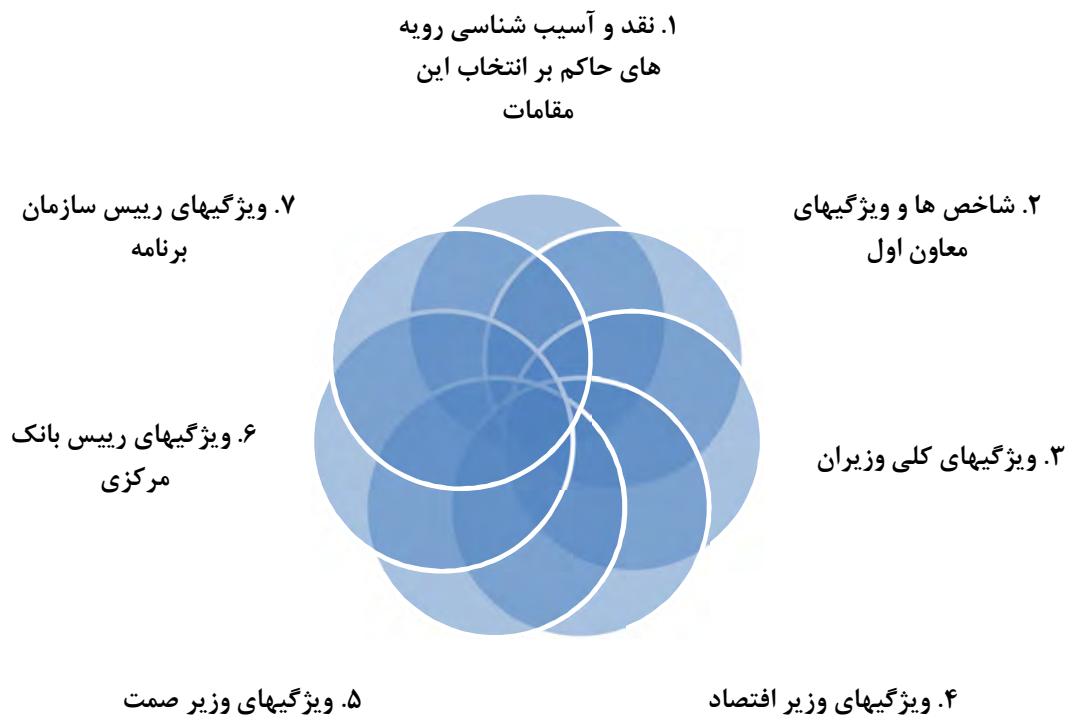 ۱. نقد و آسیب شناسی رویه
های حاکم بر انتخاب این
مقامات
۲. شاخص ها و ویژگیهای
معاون اول
۳. ویژگیهای کلی وزیران
۴. ویژگیهای وزیر اقتصاد
۵. ویژگیهای وزیر صمت
۶. ویژگیهای رییس بانک
مرکزی
۷. ویژگیهای رییس سازمان
برنامه